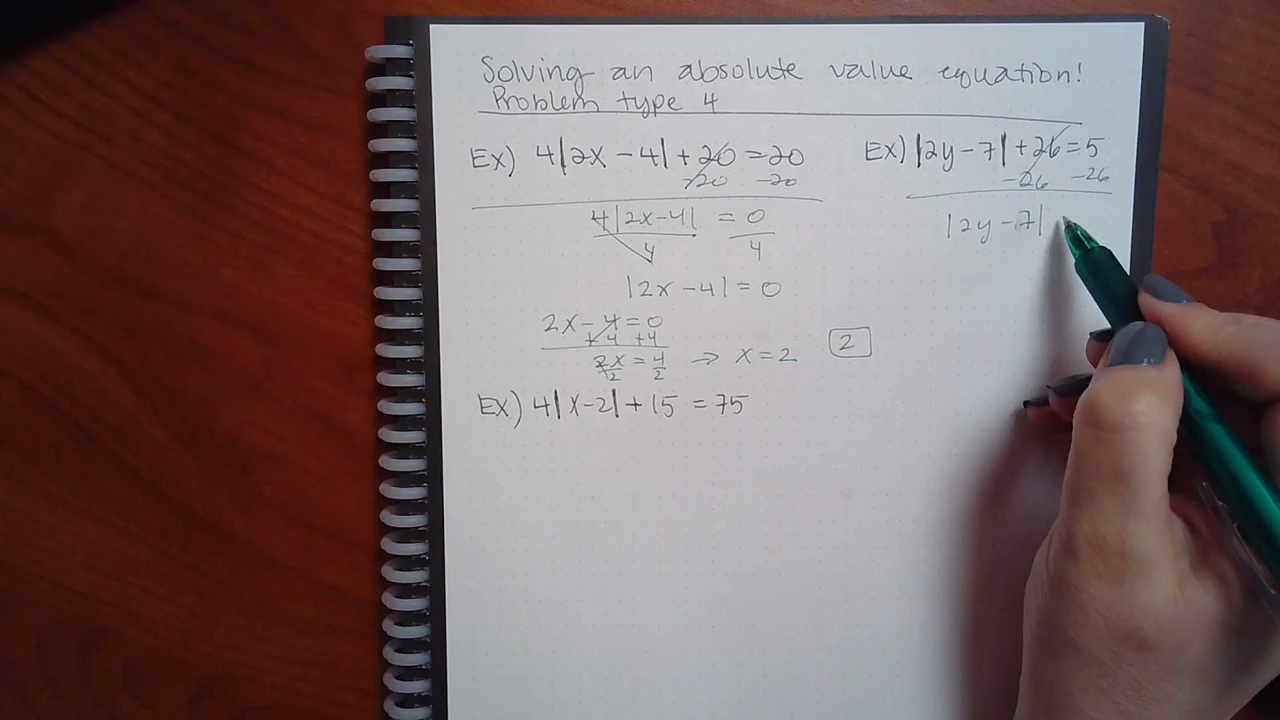 Solving an absolute value equation!
Problem type 4
Ex) 4|2x - 4| + 20 = 20
-20 -20
4|2x-4| = 0
4 4
|2x - 4| = 0
2x - 4 = 0
+4 +4
2x = 4 → x = 2
2 2
2
Ex) 4|x-2| + 15 = 75
Ex) |2y - 7| + 26 = 5
-26 -26
|2y - 7|